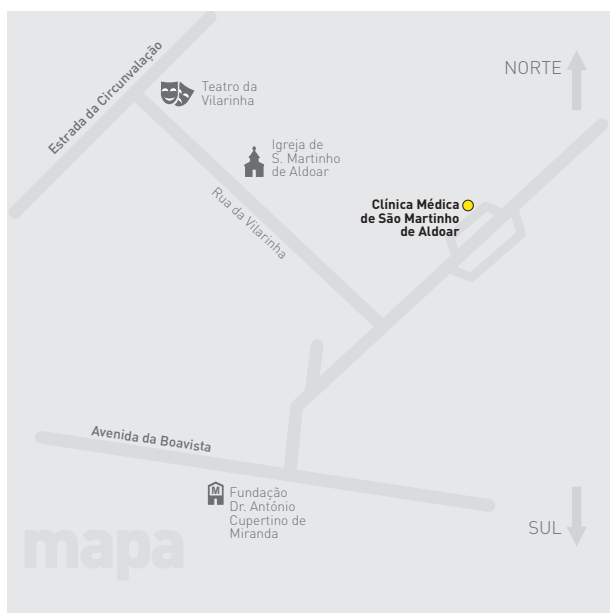 Estrada da Circunvalação
Teatro da
Vilarinha
NORTE
Igreja de
S. Martinho
de Aldoar
Rua da Vilarinha
Clínica Médica
de São Martinho
de Aldoar
Avenida da Boavista
M
Fundação
Dr. António
Cupertino de
Miranda
SUL
mapa